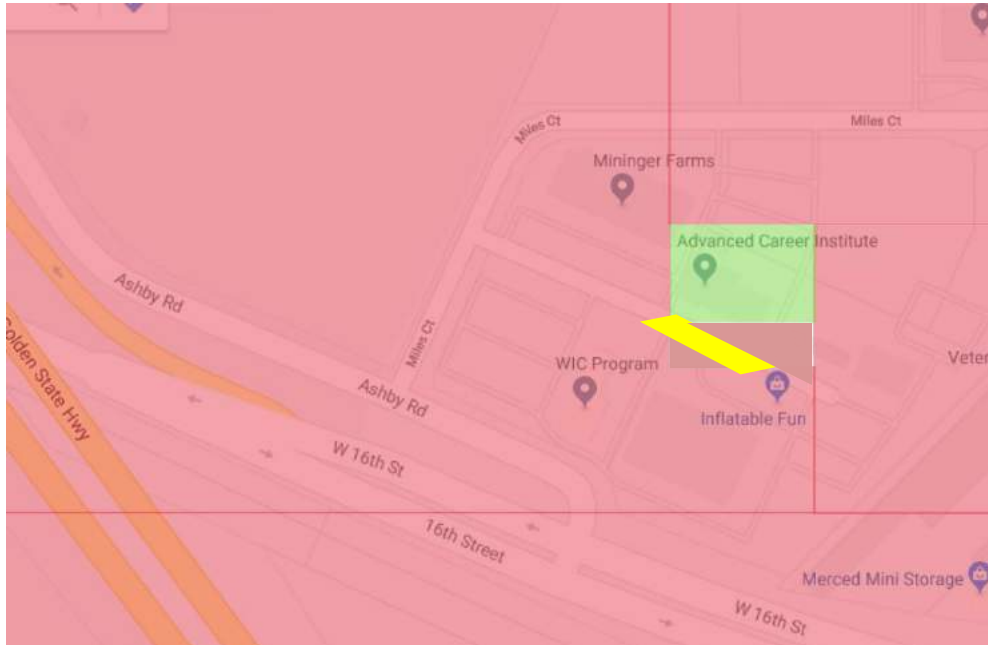 Miles Ct
Miles Ct
Mininger Farms
Advanced Career Institute
Ashby Rd
Miles Ct
WIC Program
Veter
Golden State Hwy
Ashby Rd
Inflatable Fun
W 16th St
16th Street
Merced Mini Storage
W 16th St